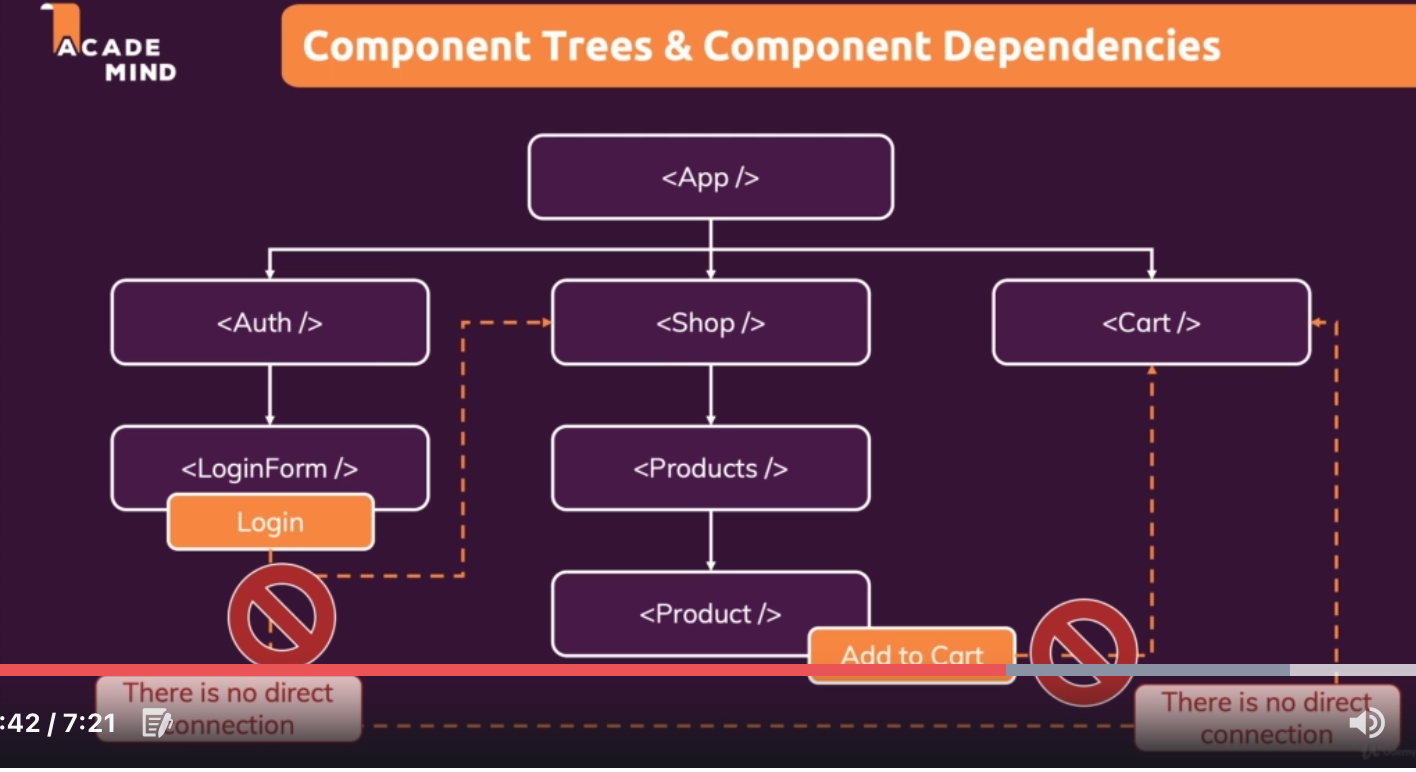 ACADE
MIND
Component Trees & Component Dependencies
<App />
<Auth />
<Shop />
<Cart />
<LoginForm />
<Products />
Login
<Product />
Add to Cart
There is no direct
connection
There is no direct
connection
:42 / 7:21